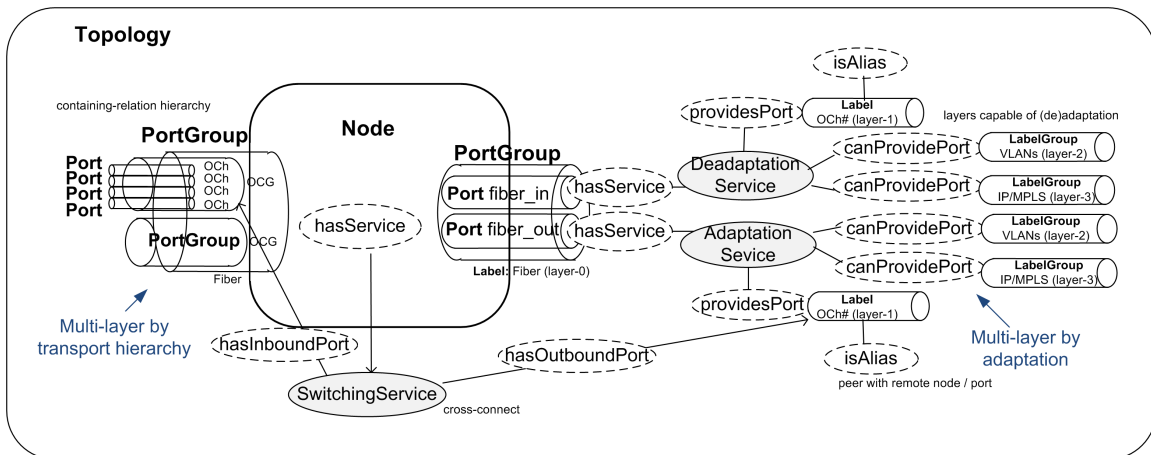 Topology
containing-relation hierarchy
PortGroup
Port
Port
Port
Port
OCh
OCh
OCh
OCh
OCG
PortGroup
OCG
Fiber
Multi-layer by
transport hierarchy
Node
hasService
hasInboundPort
SwitchingService
cross-connect
hasOutboundPort
PortGroup
Port fiber_in
Port fiber_out
Label: Fiber (layer-0)
hasService
hasService
isAlias
providesPort
Label
OCh# (layer-1)
Deadaptation
Service
layers capable of (de)adaptation
canProvidePort
LabelGroup
VLANs (layer-2)
canProvidePort
LabelGroup
IP/MPLS (layer-3)
Adaptation
Sevice
canProvidePort
LabelGroup
VLANs (layer-2)
canProvidePort
LabelGroup
IP/MPLS (layer-3)
providesPort
Label
OCh# (layer-1)
isAlias
peer with remote node / port
Multi-layer by
adaptation